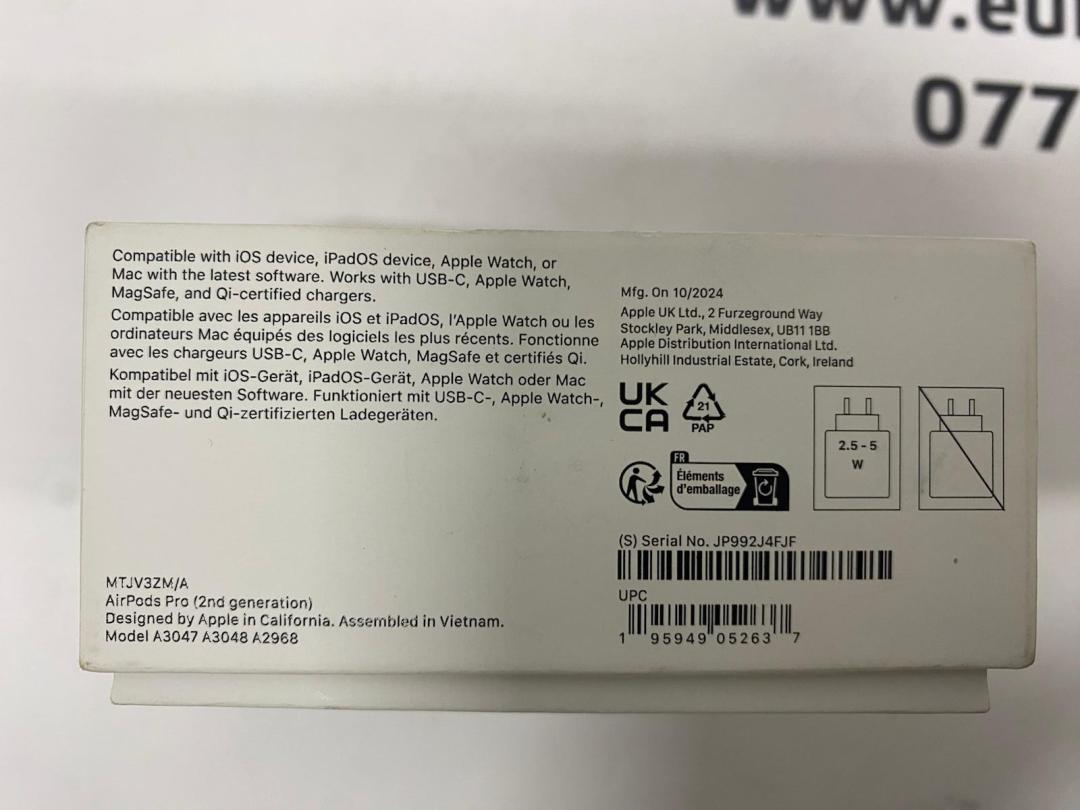 www.eu
077
Compatible with iOS device, iPadOS device, Apple Watch, or
Mac with the latest software. Works with USB-C, Apple Watch,
MagSafe, and Qi-certified chargers.
Compatible avec les appareils iOS et iPadOS, l'Apple Watch ou les
ordinateurs Mac équipés des logiciels les plus récents. Fonctionne
avec les chargeurs USB-C, Apple Watch, MagSafe et certifiés Qi.
Kompatibel mit iOS-Gerät, iPadOS-Gerät, Apple Watch oder Mac
mit der neuesten Software. Funktioniert mit USB-C-, Apple Watch-,
MagSafe- und Qi-zertifizierten Ladegeräten.
MTJV3ZM/A
AirPods Pro (2nd generation)
Designed by Apple in California. Assembled in Vietnam.
Model A3047 A3048 A2968
Mfg. On 10/2024
Apple UK Ltd., 2 Furzeground Way
Stockley Park, Middlesex, UB11 1BB
Apple Distribution International Ltd.
Hollyhill Industrial Estate, Cork, Ireland
UK
CA
21
PAP
FR
Éléments
d'emballage
2.5 - 5
W
(S) Serial No. JP992J4FJF
UPC
1 95949 05263 7